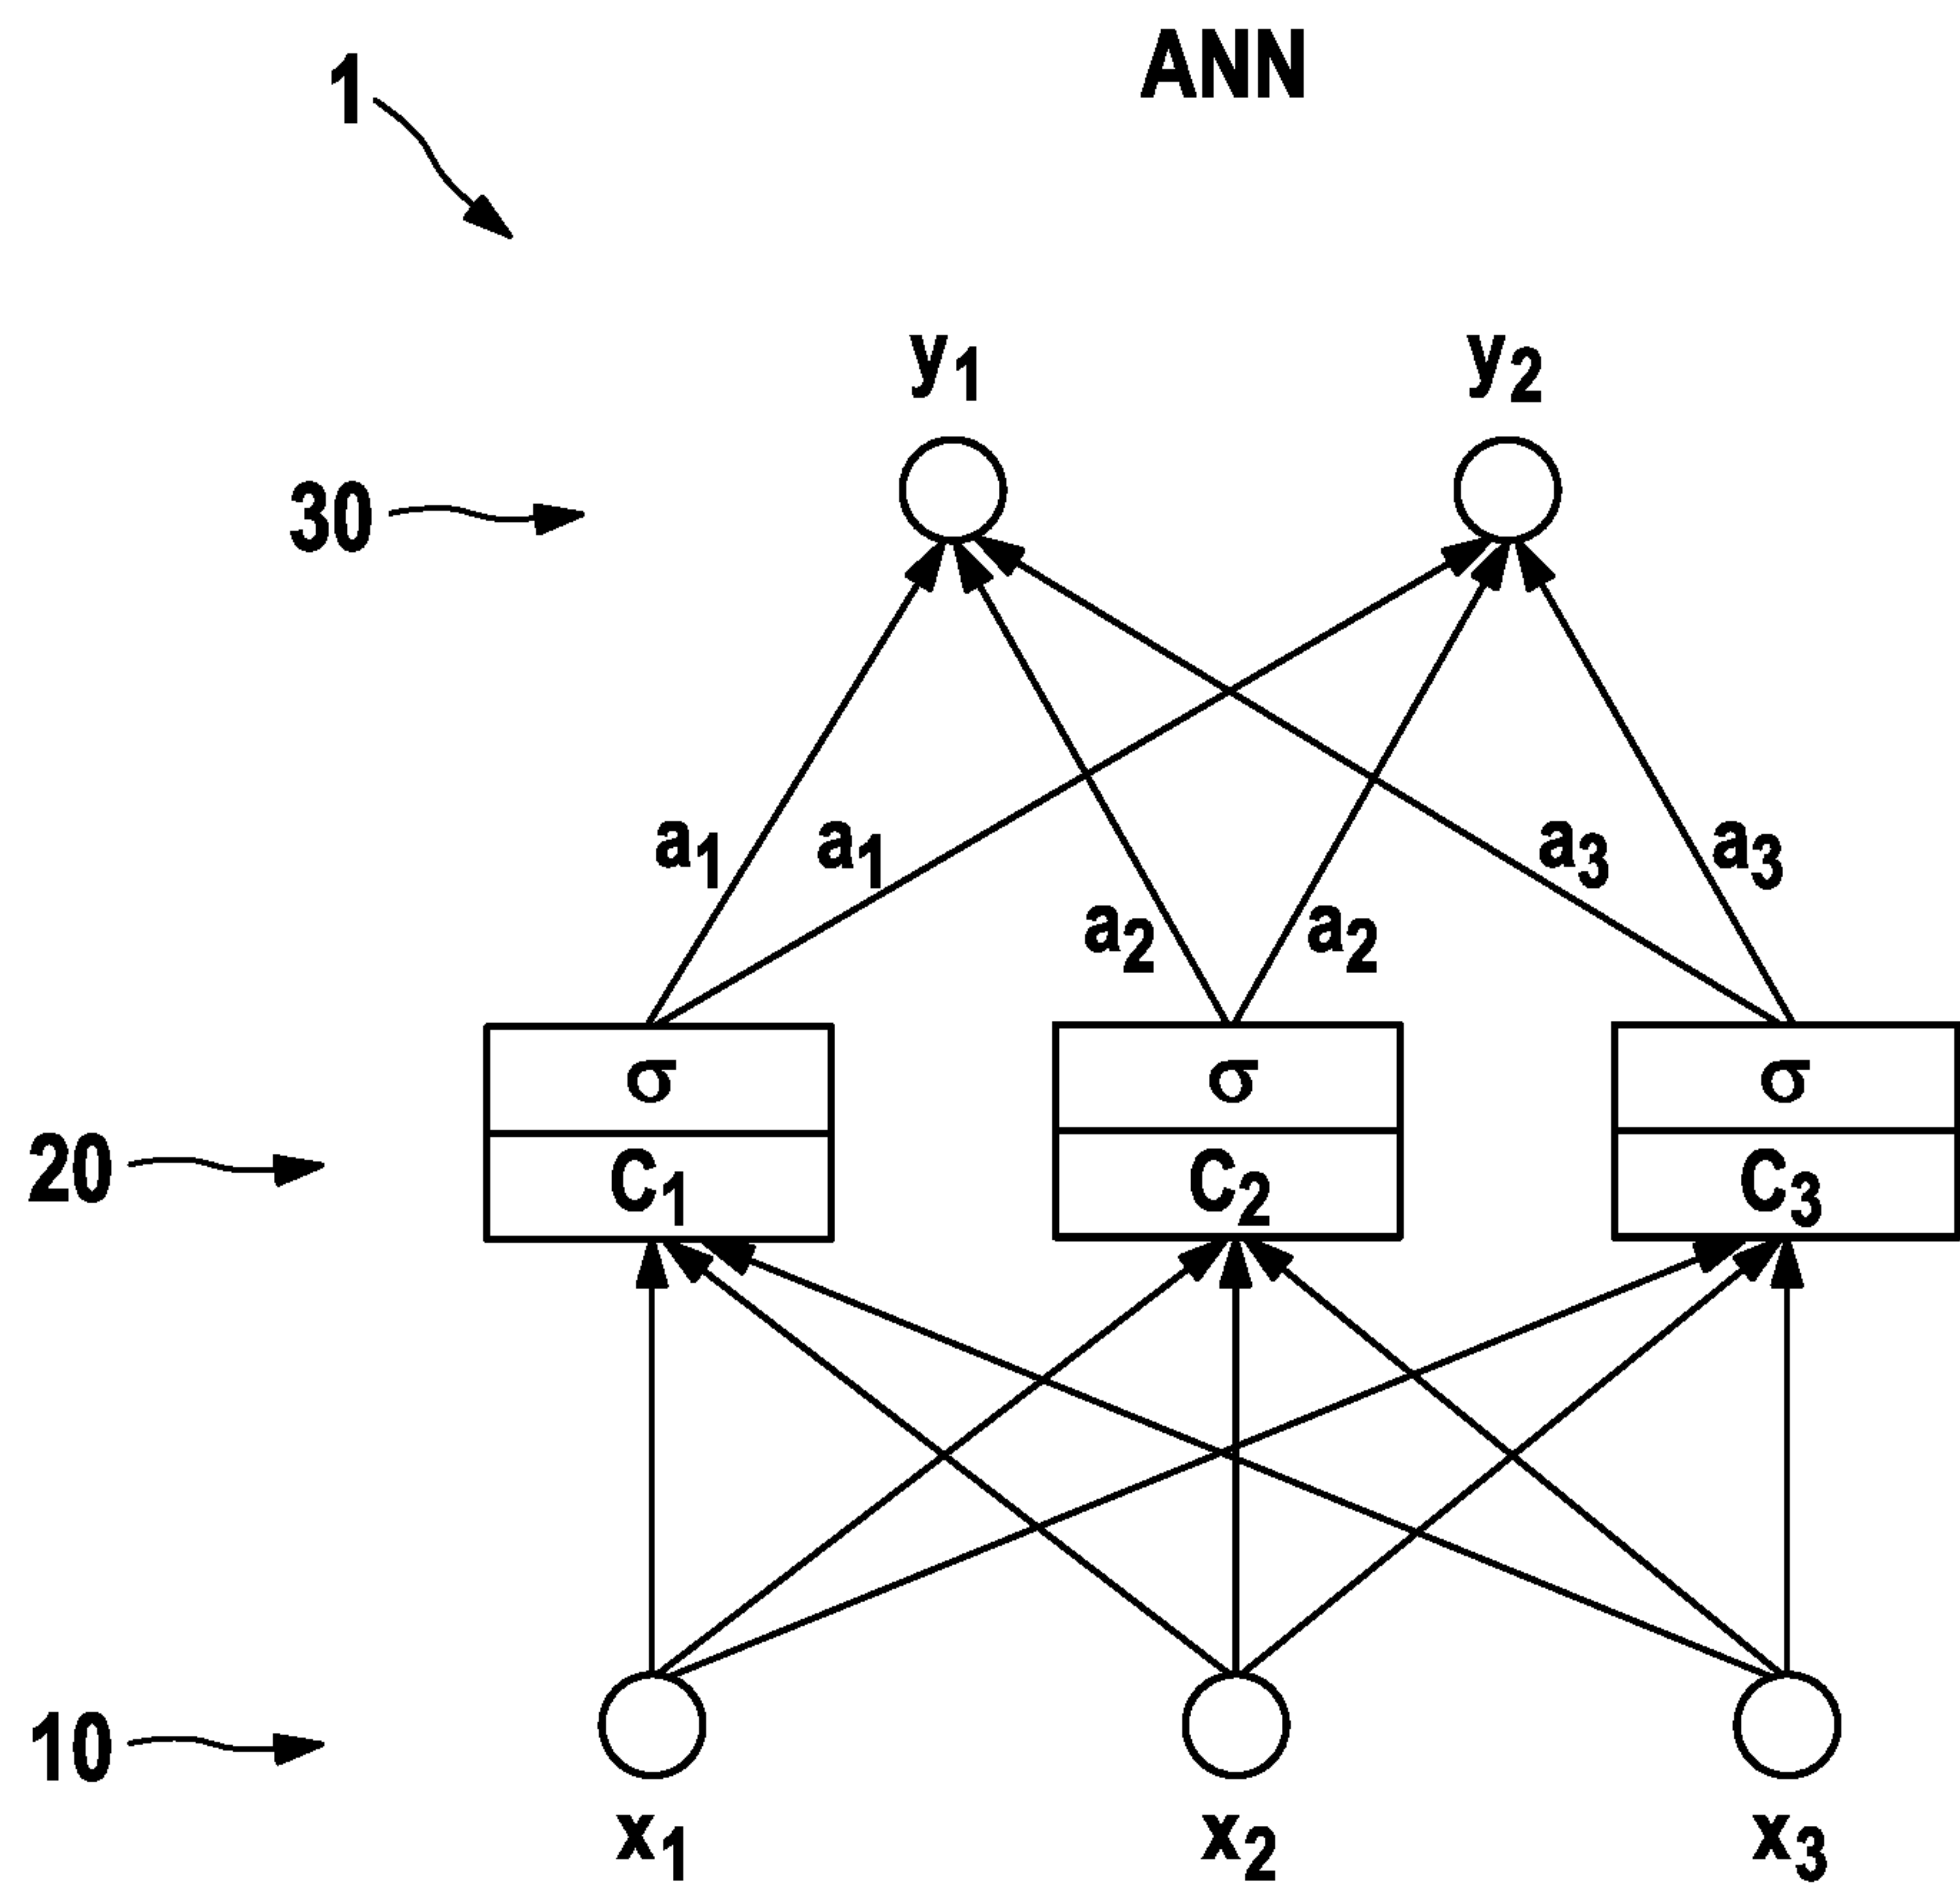 1 ANN
y1 y2
30
a1 a1 a3 a3
a2 a2
σ σ σ
20 C1 C2 C3
10
x1 x2 x3